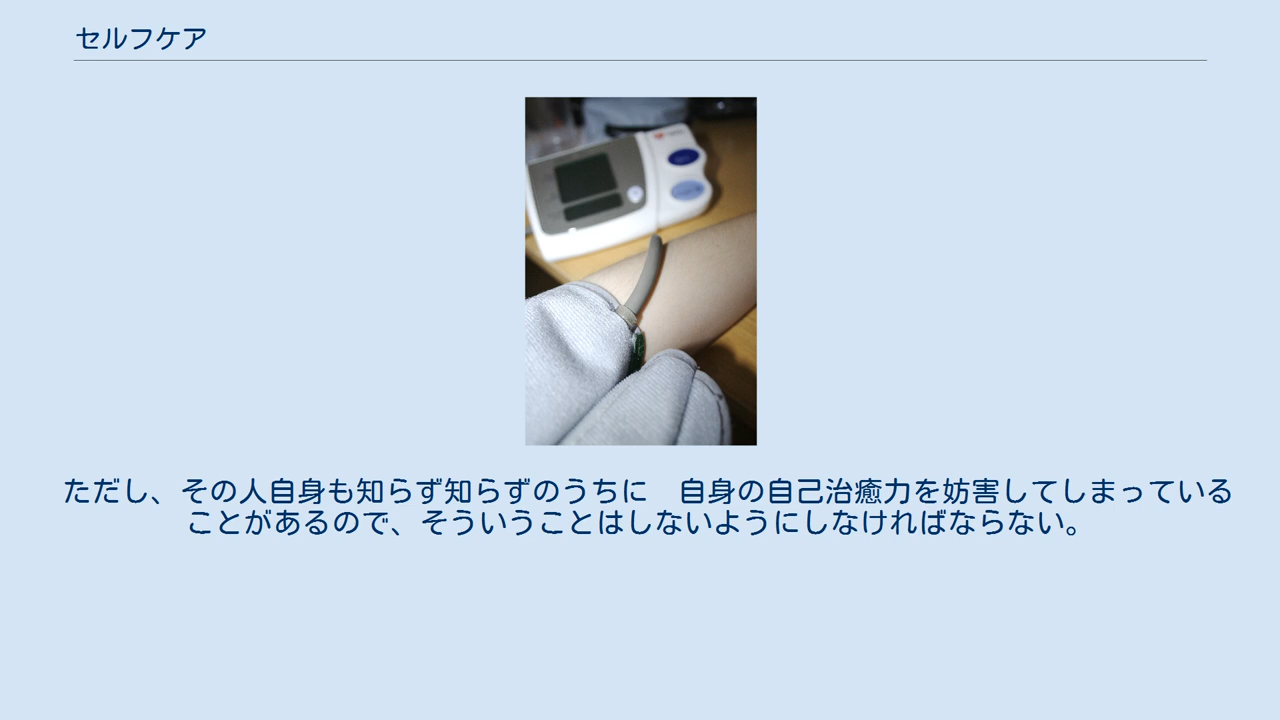 セルフケア
ただし、その人自身も知らず知らずのうちに　自身の自己治癒力を妨害してしまっている
ことがあるので、そういうことはしないようにしなければならない。